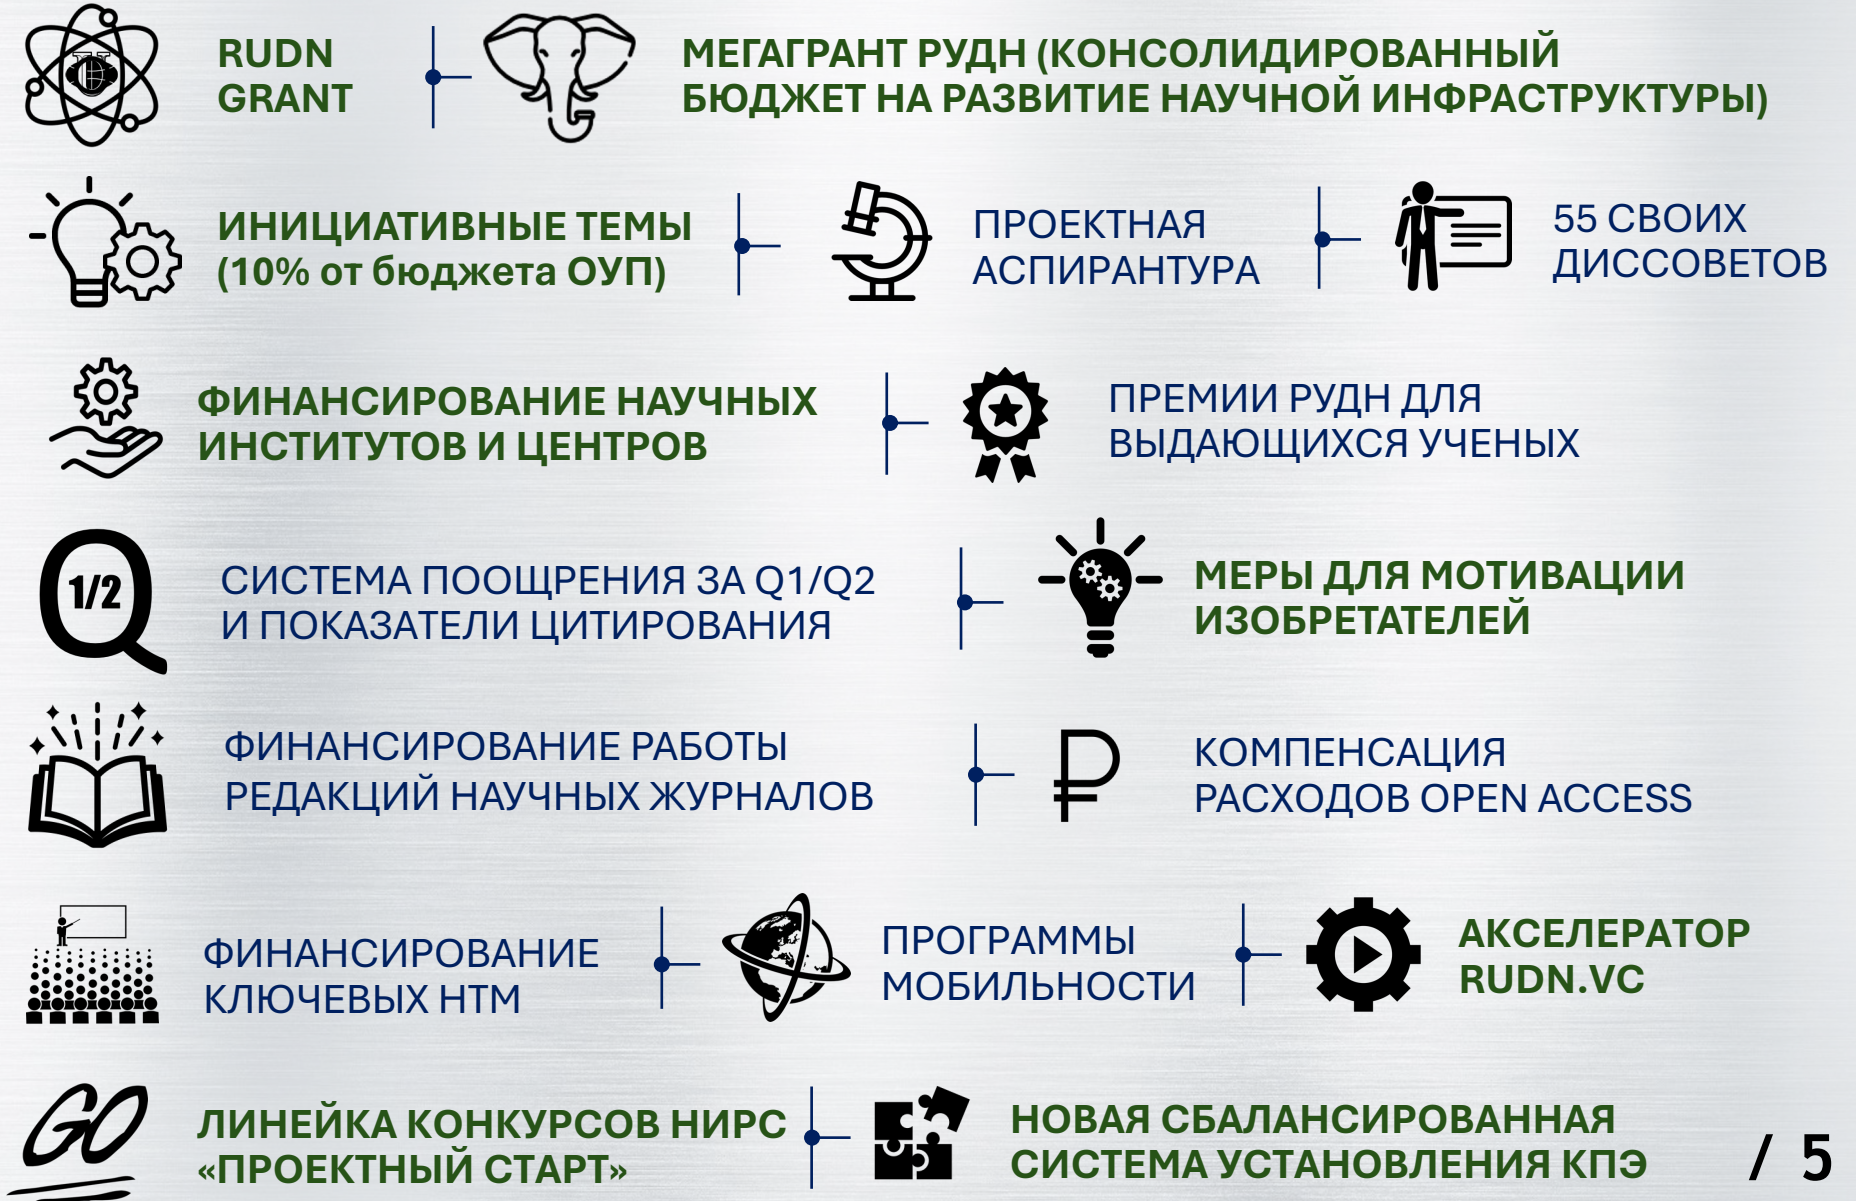 RUDN
GRANT
МЕГАГРАНТ РУДН (КОНСОЛИДИРОВАННЫЙ
БЮДЖЕТ НА РАЗВИТИЕ НАУЧНОЙ ИНФРАСТРУКТУРЫ)
ИНИЦИАТИВНЫЕ ТЕМЫ
(10% от бюджета ОУП)
ПРОЕКТНАЯ
АСПИРАНТУРА
55 СВОИХ
ДИССОВЕТОВ
ФИНАНСИРОВАНИЕ НАУЧНЫХ
ИНСТИТУТОВ И ЦЕНТРОВ
ПРЕМИИ РУДН ДЛЯ
ВЫДАЮЩИХСЯ УЧЕНЫХ
Q
1/2
СИСТЕМА ПООЩРЕНИЯ ЗА Q1/Q2
И ПОКАЗАТЕЛИ ЦИТИРОВАНИЯ
МЕРЫ ДЛЯ МОТИВАЦИИ
ИЗОБРЕТАТЕЛЕЙ
ФИНАНСИРОВАНИЕ РАБОТЫ
РЕДАКЦИЙ НАУЧНЫХ ЖУРНАЛОВ
₽
КОМПЕНСАЦИЯ
РАСХОДОВ OPEN ACCESS
ФИНАНСИРОВАНИЕ
КЛЮЧЕВЫХ НТМ
ПРОГРАММЫ
МОБИЛЬНОСТИ
АКСЕЛЕРАТОР
RUDN.VC
GO
ЛИНЕЙКА КОНКУРСОВ НИРС
«ПРОЕКТНЫЙ СТАРТ»
НОВАЯ СБАЛАНСИРОВАННАЯ
СИСТЕМА УСТАНОВЛЕНИЯ КПЭ
/ 5